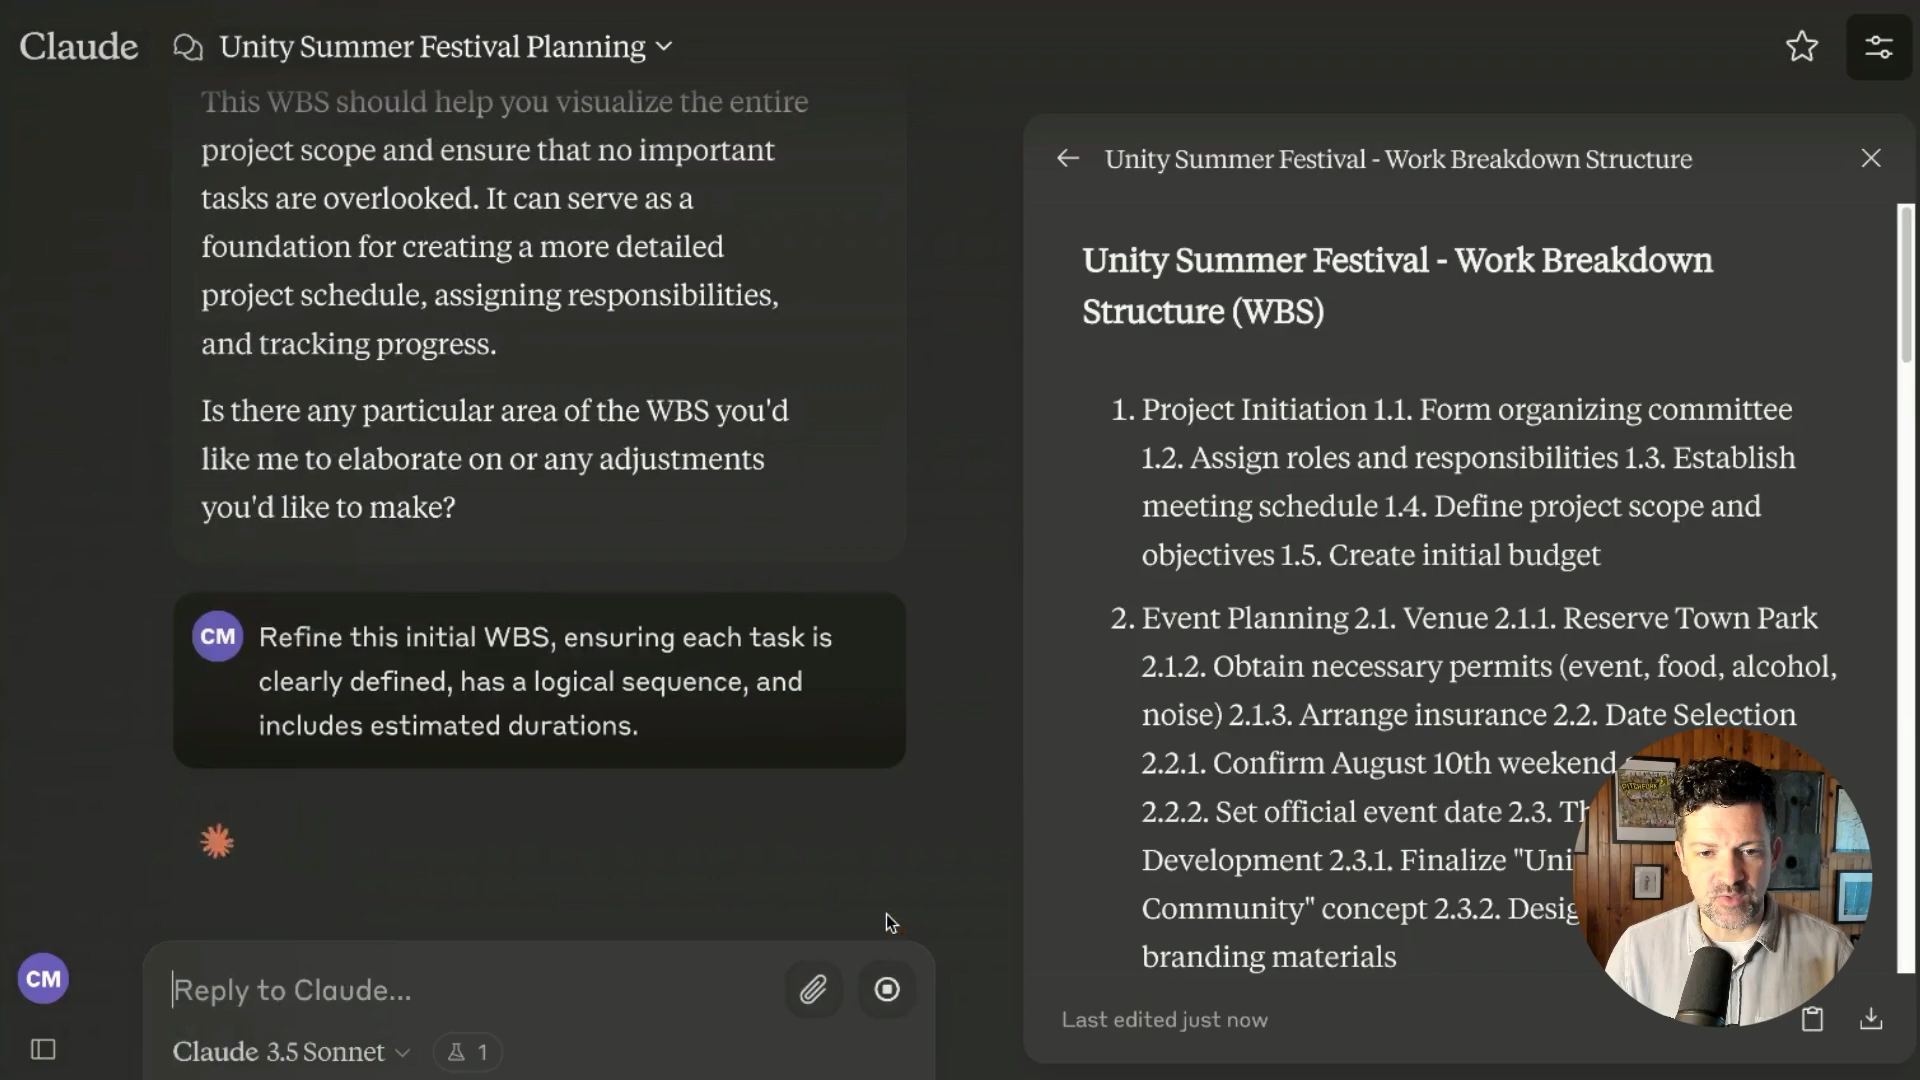 Claude
Unity Summer Festival Planning
This WBS should help you visualize the entire
project scope and ensure that no important
tasks are overlooked. It can serve as a
foundation for creating a more detailed
project schedule, assigning responsibilities,
and tracking progress.
Is there any particular area of the WBS you'd
like me to elaborate on or any adjustments
you'd like to make?
CM
Refine this initial WBS, ensuring each task is
clearly defined, has a logical sequence, and
includes estimated durations.
CM
Reply to Claude...
Claude 3.5 Sonnet
1
Unity Summer Festival - Work Breakdown Structure
Unity Summer Festival - Work Breakdown
Structure (WBS)
1. Project Initiation 1.1. Form organizing committee
1.2. Assign roles and responsibilities 1.3. Establish
meeting schedule 1.4. Define project scope and
objectives 1.5. Create initial budget
2. Event Planning 2.1. Venue 2.1.1. Reserve Town Park
2.1.2. Obtain necessary permits (event, food, alcohol,
noise) 2.1.3. Arrange insurance 2.2. Date Selection
2.2.1. Confirm August 10th weekend
2.2.2. Set official event date 2.3.
Development 2.3.1. Finalize
Community" concept 2.3.2.
branding materials
Last edited just now